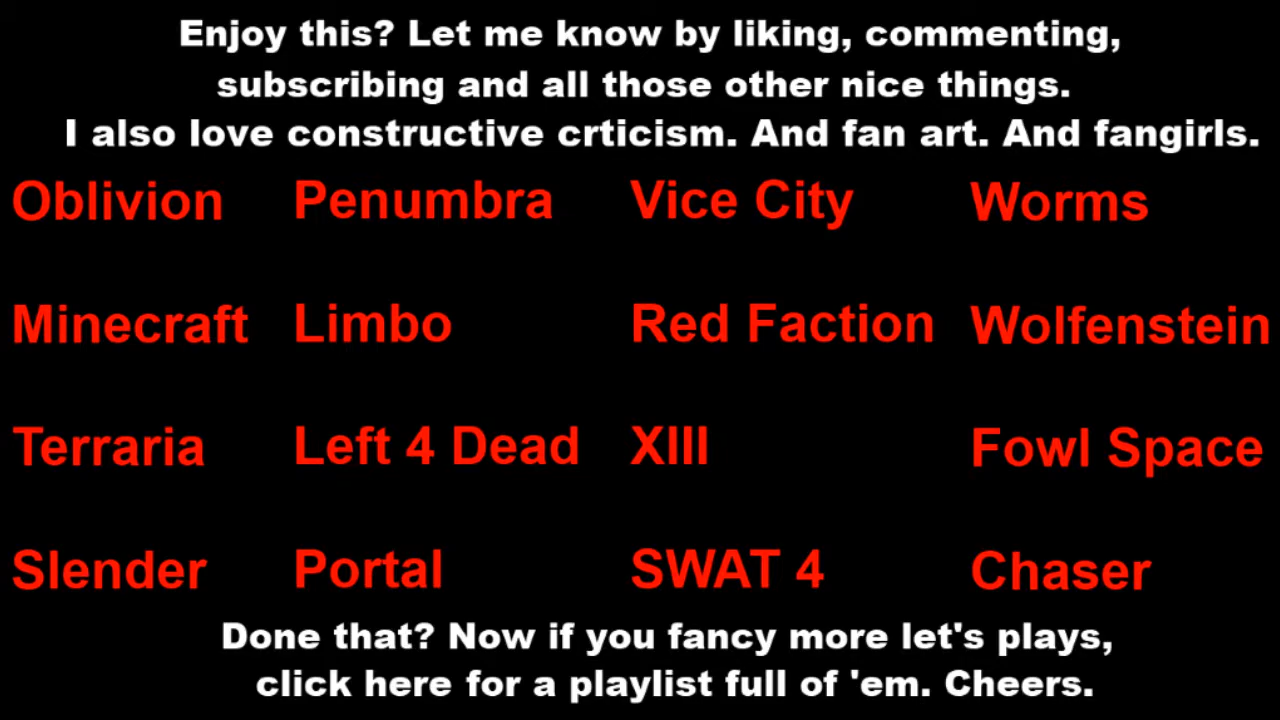 Enjoy this? Let me know by liking, commenting,
subscribing and all those other nice things.
I also love constructive crticism. And fan art. And fangirls.
Oblivion Penumbra Vice City Worms
Minecraft Limbo Red Faction Wolfenstein
Terraria Left 4 Dead XIII Fowl Space
Slender Portal SWAT 4 Chaser
Done that? Now if you fancy more let's plays,
click here for a playlist full of 'em. Cheers.